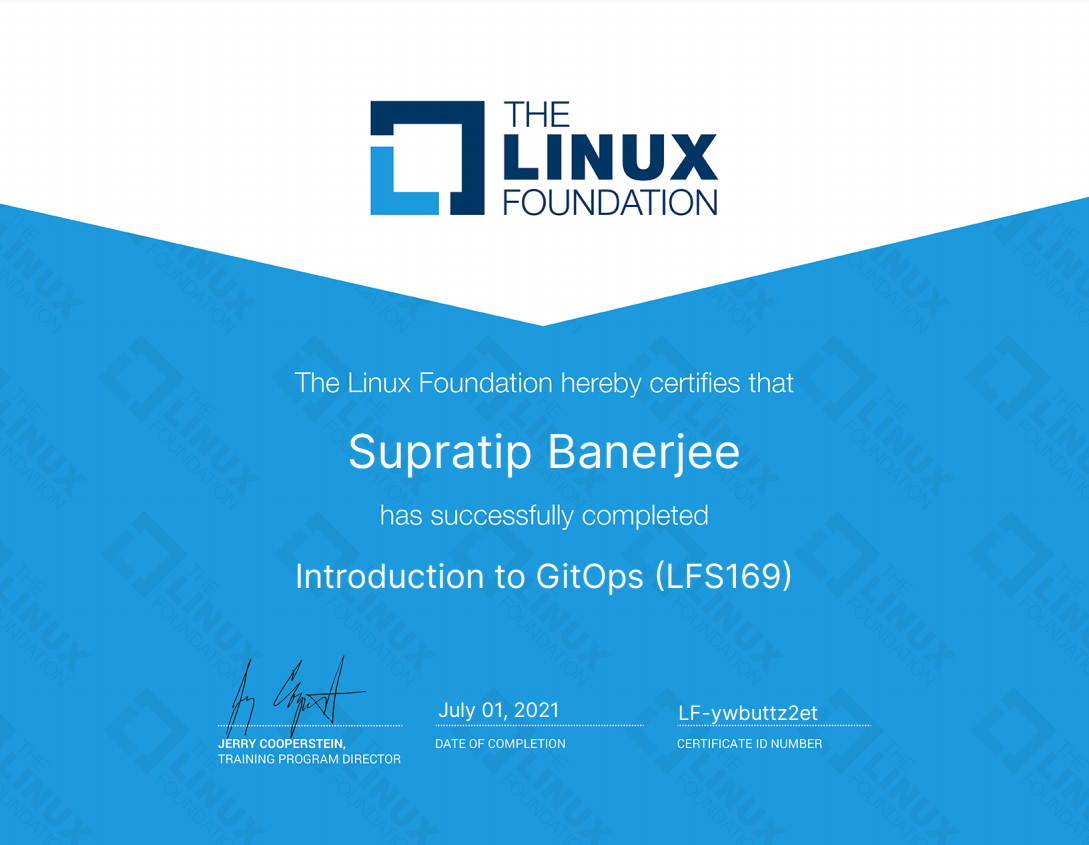 THE
LINUX
FOUNDATION
The Linux Foundation hereby certifies that
Supratip Banerjee
has successfully completed
Introduction to GitOps (LFS169)
July 01, 2021
LF-ywbuttz2et
JERRY COOPERSTEIN,
TRAINING PROGRAM DIRECTOR
DATE OF COMPLETION
CERTIFICATE ID NUMBER